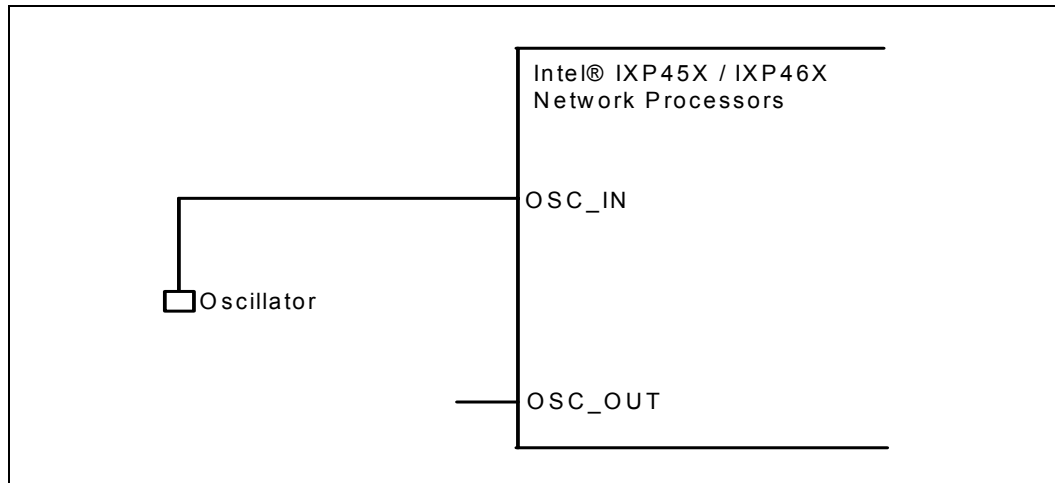 Intel® IXP45X / IXP46X
Network Processors
OSC_IN
Oscillator
OSC_OUT